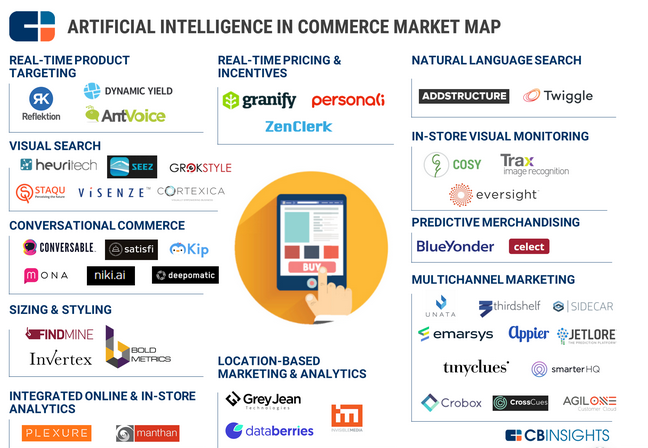 ARTIFICIAL INTELLIGENCE IN COMMERCE MARKET MAP
REAL-TIME PRODUCT
TARGETING
RK
Reflektion
DYNAMIC YIELD
AntVoice
VISUAL SEARCH
heuritech
SEEZ
GROKSTYLE
STAQU
ViSENZE™
CORTEXICA
CONVERSATIONAL COMMERCE
CONVERSABLE
satisfi
Kip
MONA
niki.ai
deepomatic
SIZING & STYLING
FINDMINE
Invertex
BOLD
METRICS
INTEGRATED ONLINE & IN-STORE
ANALYTICS
PLEXURE
manthan
REAL-TIME PRICING &
INCENTIVES
granify
personali
ZenClerk
BUY
LOCATION-BASED
MARKETING & ANALYTICS
GreyJean
Technologies
databerries
m
NATURAL LANGUAGE SEARCH
ADDSTRUCTURE
Twiggle
IN-STORE VISUAL MONITORING
COSY
Trax
image recognition
eversight
PREDICTIVE MERCHANDISING
BlueYonder
celect
MULTICHANNEL MARKETING
UNATA
thirdshelf
SIDECAR
emarsys
Appier
JETLORE
tinyclues
smarterHQ
Crobox
CrossCues
AGILONE
Customer Cloud
CBINSIGHTS